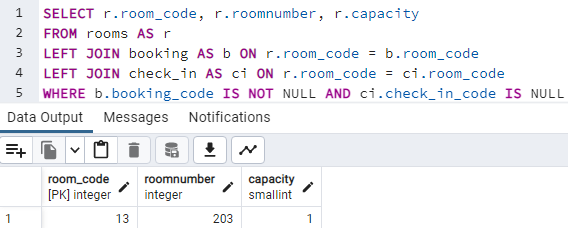 1 SELECT r.room_code, r.roomnumber, r.capacity
2 FROM rooms AS r
3 LEFT JOIN booking AS b ON r.room_code = b.room_code
4 LEFT JOIN check_in AS ci ON r.room_code = ci.room_code
5 WHERE b.booking_code IS NOT NULL AND ci.check_in_code IS NULL
Data Output Messages Notifications
room_code roomnumber capacity
[PK] integer integer smallint
1 13 203 1